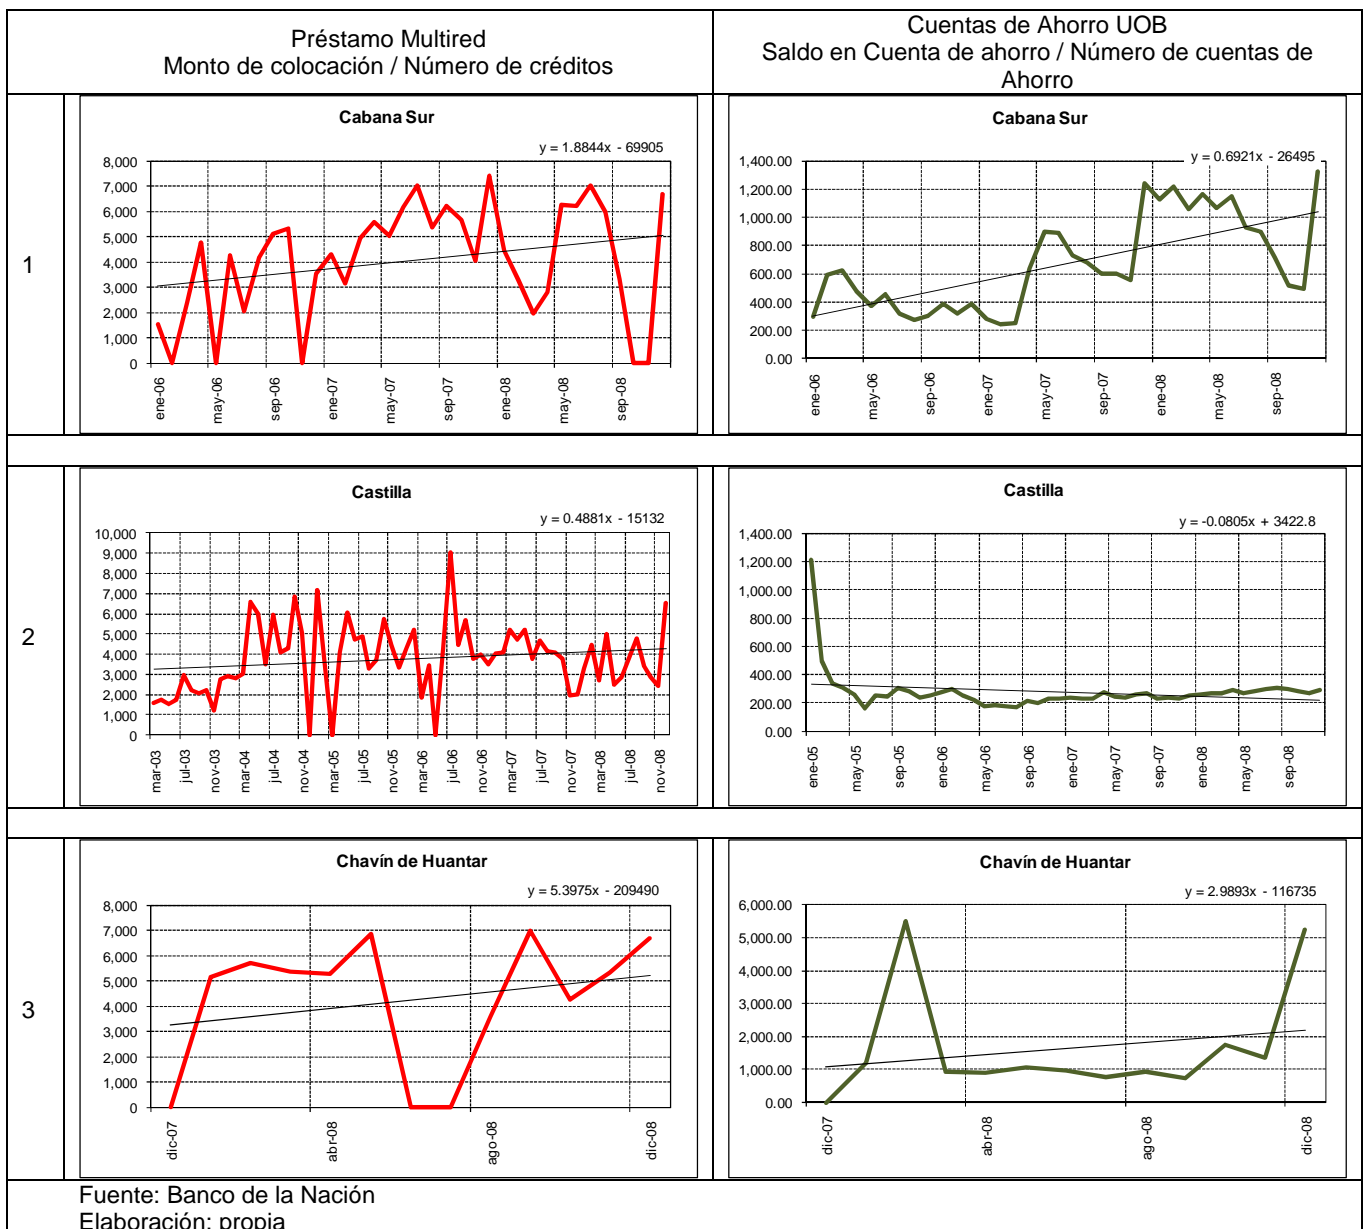 Préstamo Multired
Monto de colocación / Número de créditos
Cuentas de Ahorro UOB
Saldo en Cuenta de ahorro / Número de cuentas de
Ahorro
1
Cabana Sur
y = 1.8844x - 69905
8,000
7,000
6,000
5,000
4,000
3,000
2,000
1,000
0
ene-06
may-06
sep-06
ene-07
may-07
sep-07
ene-08
may-08
sep-08
Cabana Sur
y = 0.6921x - 26495
1,400.00
1,200.00
1,000.00
800.00
600.00
400.00
200.00
0.00
ene-06
may-06
sep-06
ene-07
may-07
sep-07
ene-08
may-08
sep-08
2
Castilla
y = 0.4881x - 15132
10,000
9,000
8,000
7,000
6,000
5,000
4,000
3,000
2,000
1,000
0
mar-03
jul-03
nov-03
mar-04
jul-04
nov-04
mar-05
jul-05
nov-05
mar-06
jul-06
nov-06
mar-07
jul-07
nov-07
mar-08
jul-08
nov-08
Castilla
y = -0.0805x + 3422.8
1,400.00
1,200.00
1,000.00
800.00
600.00
400.00
200.00
0.00
ene-05
may-05
sep-05
ene-06
may-06
sep-06
ene-07
may-07
sep-07
ene-08
may-08
sep-08
3
Chavín de Huantar
y = 5.3975x - 209490
8,000
7,000
6,000
5,000
4,000
3,000
2,000
1,000
0
dic-07
abr-08
ago-08
dic-08
Chavín de Huantar
y = 2.9893x - 116735
6,000.00
5,000.00
4,000.00
3,000.00
2,000.00
1,000.00
0.00
dic-07
abr-08
ago-08
dic-08
Fuente: Banco de la Nación
Elaboración: propia